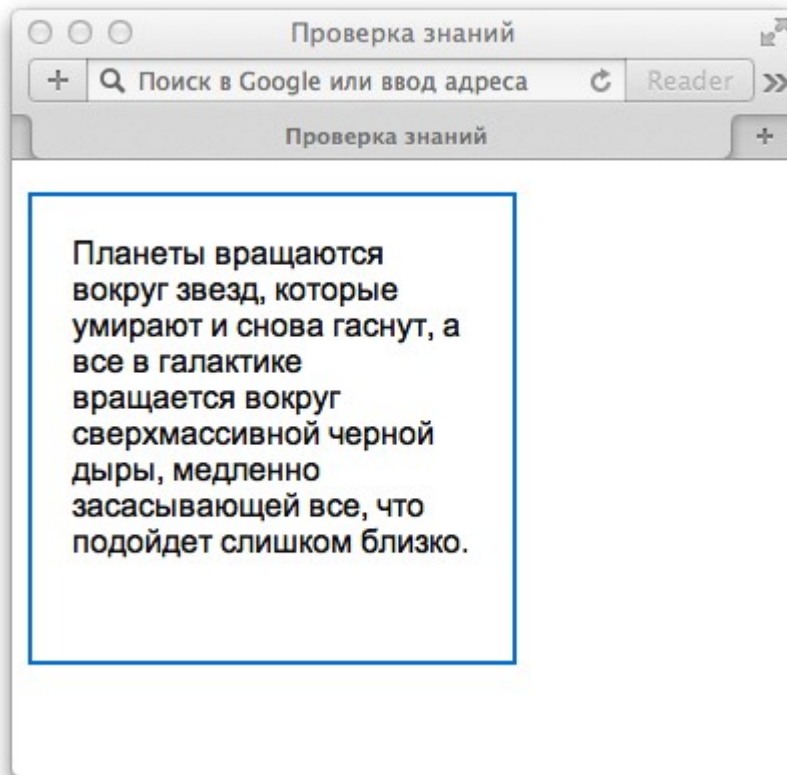 Проверка знаний
Поиск в Google или ввод адреса
Reader
Проверка знаний
Планеты вращаются
вокруг звезд, которые
умирают и снова гаснут, а
все в галактике
вращается вокруг
сверхмассивной черной
дыры, медленно
засасывающей все, что
подойдет слишком близко.